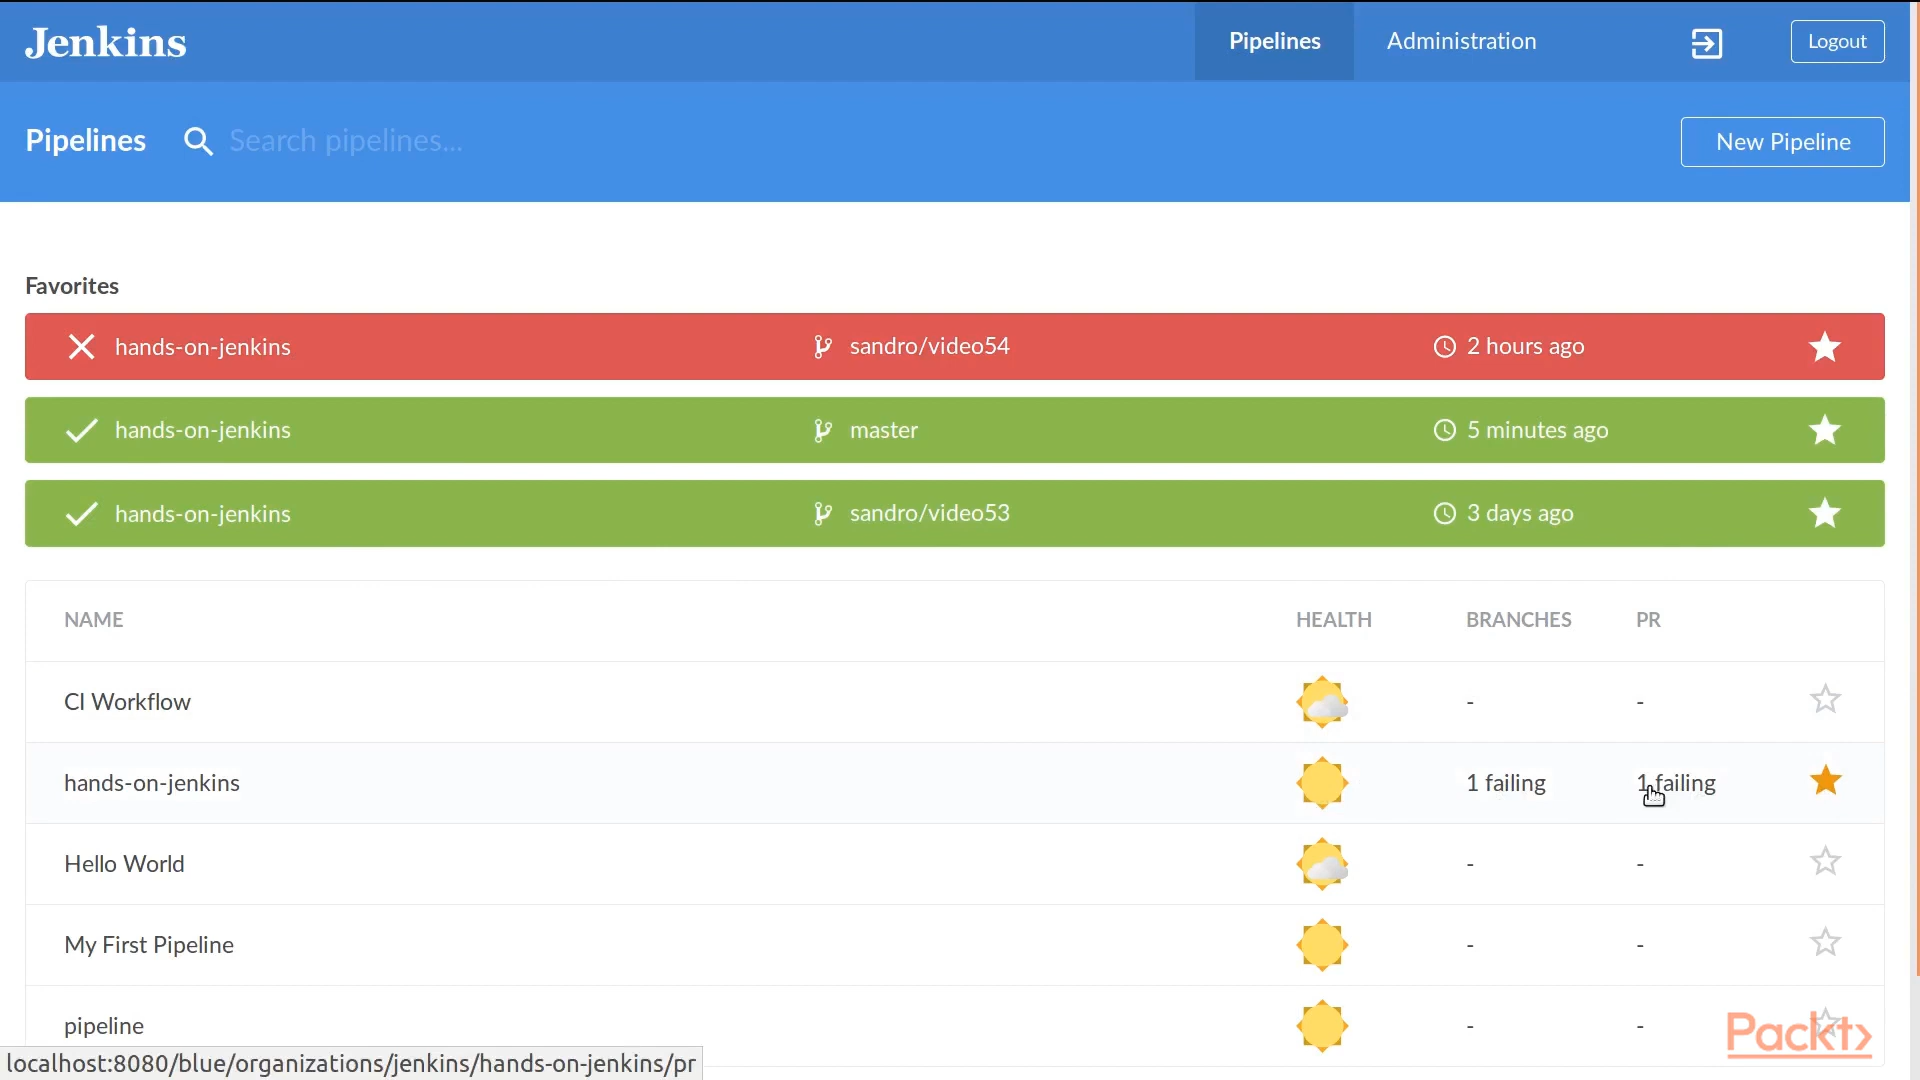 Jenkins Pipelines Administration Logout
Pipelines Search pipelines... New Pipeline
Favorites
hands-on-jenkins sandro/video54 2 hours ago
hands-on-jenkins master 5 minutes ago
hands-on-jenkins sandro/video53 3 days ago
NAME HEALTH BRANCHES PR
CI Workflow - -
hands-on-jenkins 1 failing 1 failing
Hello World - -
My First Pipeline - -
pipeline - -
Packt>
localhost:8080/blue/organizations/jenkins/hands-on-jenkins/pr